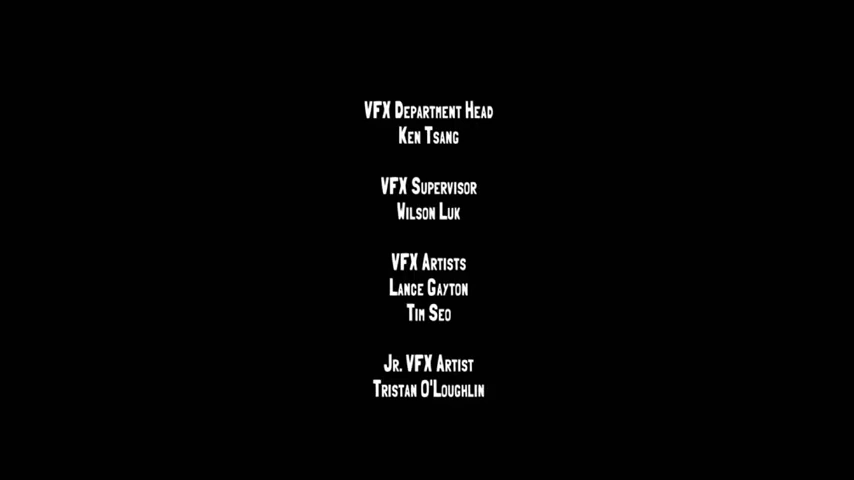 VFX Department Head
Ken Tsang
VFX Supervisor
Wilson Luk
VFX Artists
Lance Gayton
Tim Seo
Jr. VFX Artist
Tristan O'Loughlin